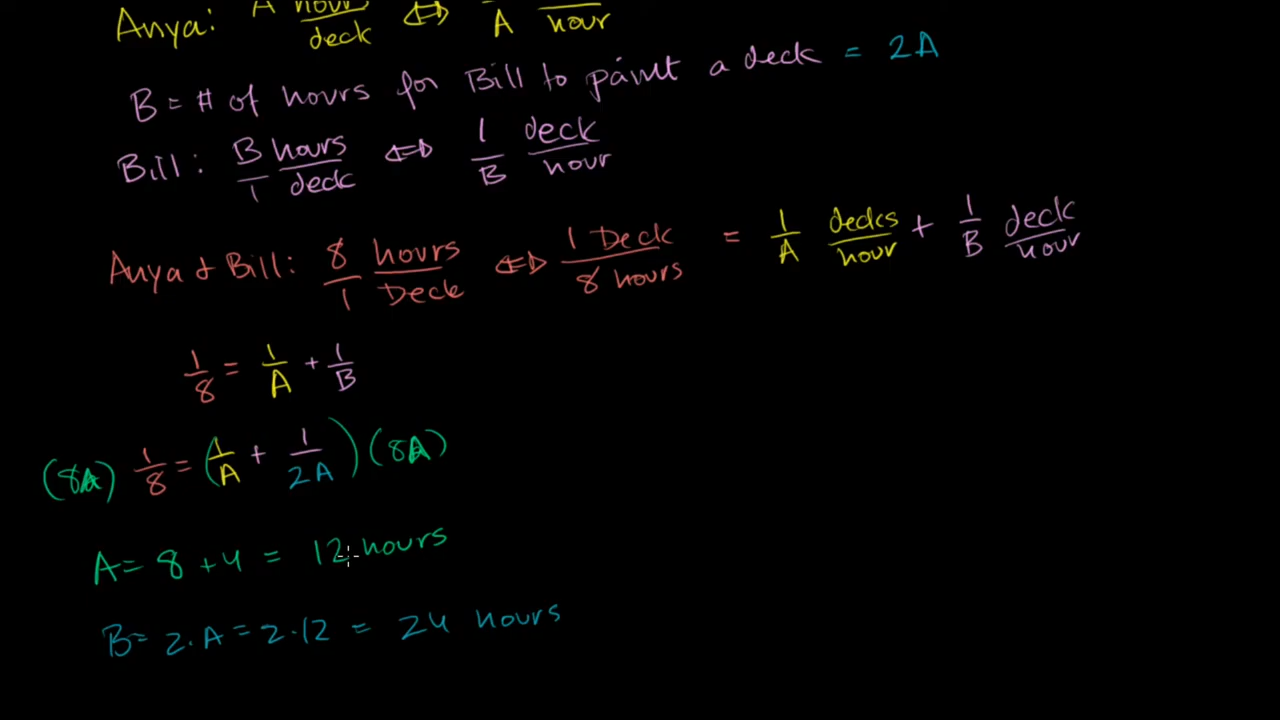 Anya: A hour/deck ⇔ 1/A /hour
B = # of hours for Bill to paint a deck = 2A
Bill: B/1 hours/deck ⇔ 1/B deck/hour
Anya & Bill: 8/1 hours/Deck ⇔ 1 Deck/8 hours = 1/A decks/hour + 1/B deck/hour
1/8 = 1/A + 1/B
(8A) 1/8 = (1/A + 1/2A) (8A)
A = 8 + 4 = 12 hours
B = 2·A = 2·12 = 24 hours